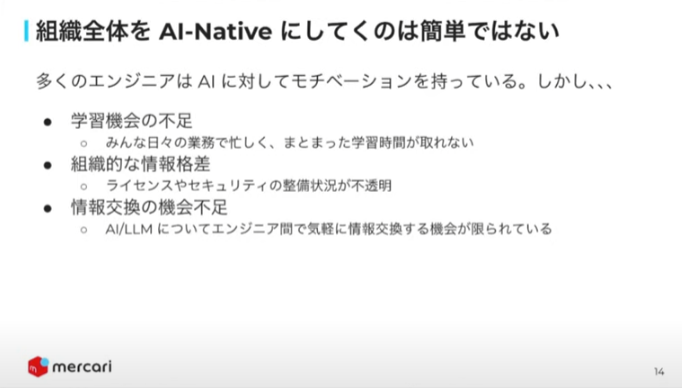 組織全体を AI-Native にしてくのは簡単ではない
多くのエンジニアは AI に対してモチベーションを持っている。しかし、、、
● 学習機会の不足
○ みんな日々の業務で忙しく、まとまった学習時間が取れない
● 組織的な情報格差
○ ライセンスやセキュリティの整備状況が不透明
● 情報交換の機会不足
○ AI/LLM についてエンジニア間で気軽に情報交換する機会が限られている
mercari
14